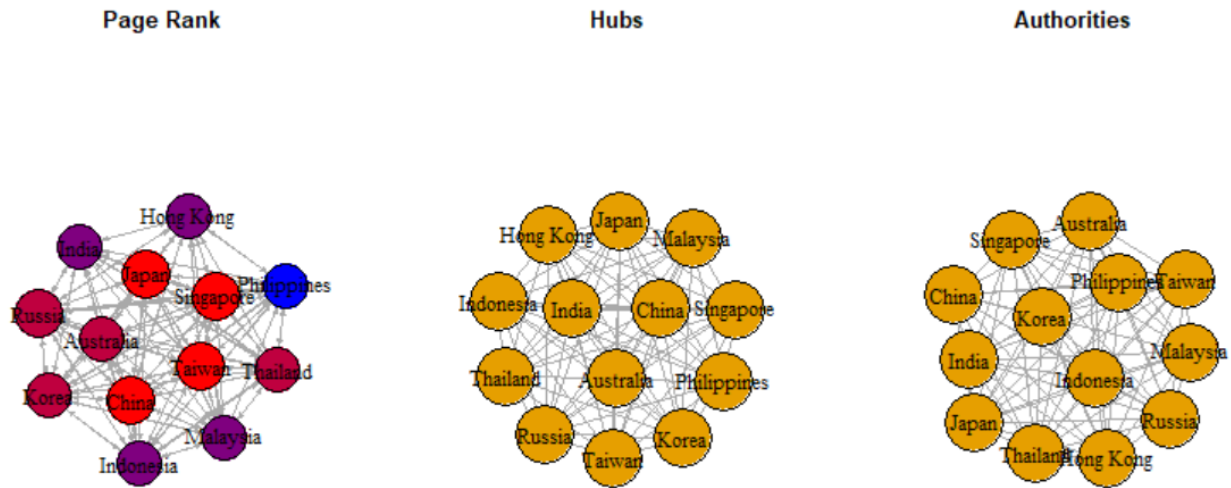 Page Rank
Hong Kong
India
Japan
Philippines
Singapore
Russia
Australia
Taiwan
Thailand
Korea
China
Malaysia
Indonesia
Hubs
Japan
Hong Kong
Malaysia
Indonesia
India
China
Singapore
Thailand
Australia
Philippines
Russia
Korea
Taiwan
Authorities
Australia
Singapore
Philippines
Taiwan
China
Korea
India
Malaysia
Indonesia
Japan
Russia
Thailand
Hong Kong